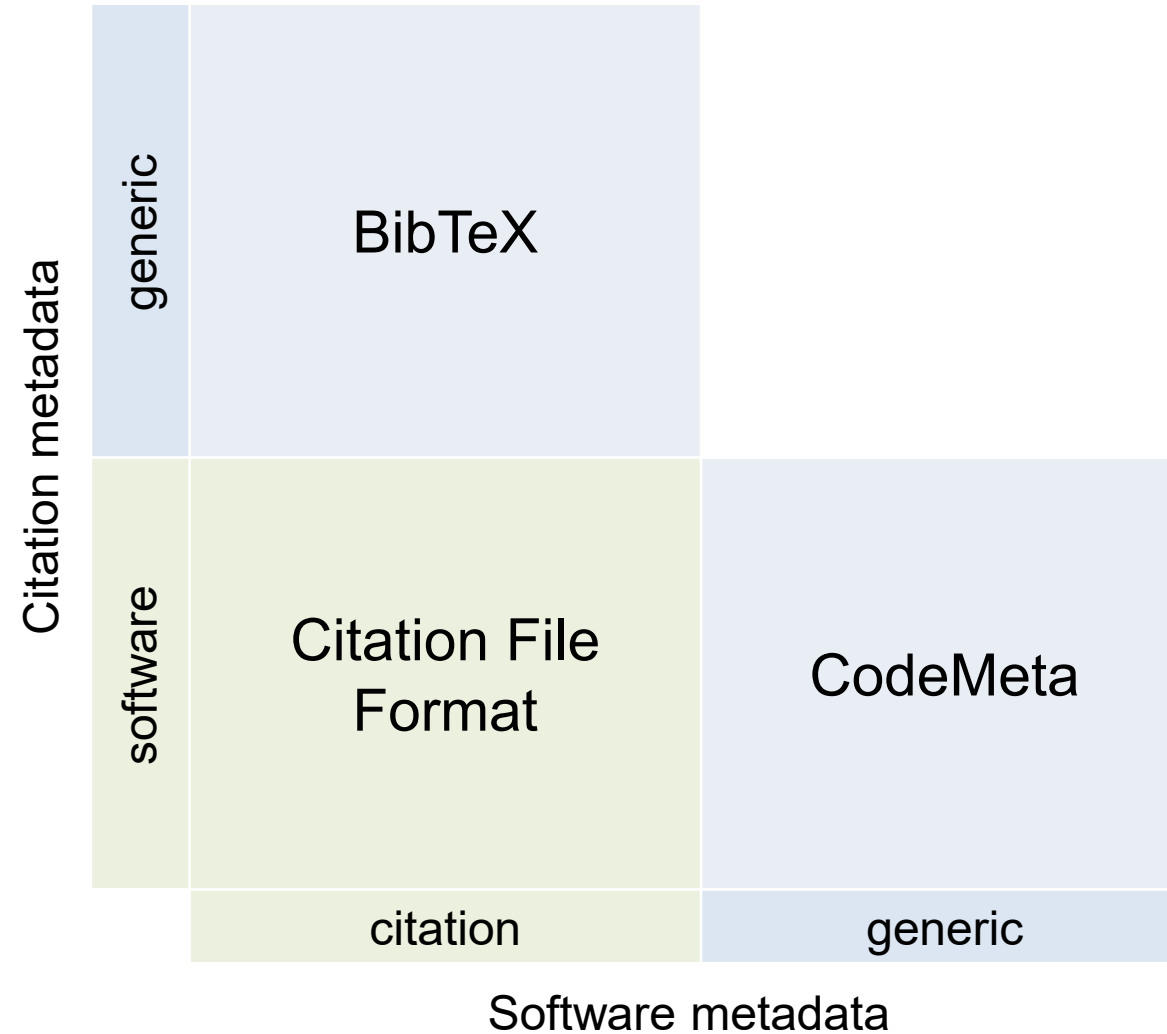 Citation metadata
generic
BibTeX
software
Citation File
Format
CodeMeta
citation
generic
Software metadata